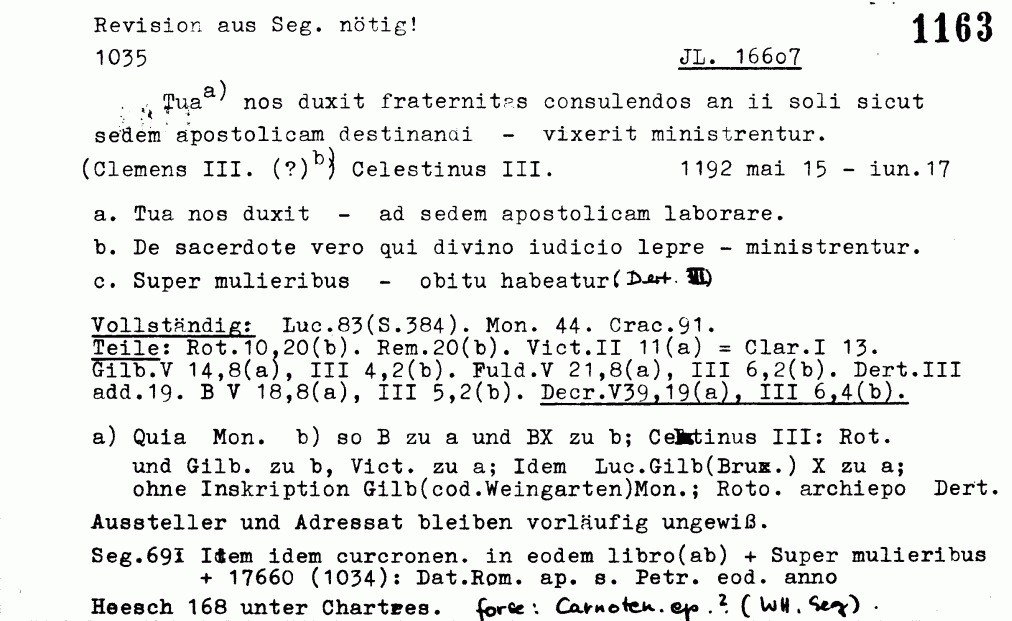 Revision aus Seg. nötig!
1163
1035 JL. 166o7
Tua a) nos duxit fraternitas consulendos an ii soli sicut
sedem apostolicam destinandi - vixerit ministrentur.
(Clemens III. (?) b) Celestinus III. 1192 mai 15 - iun.17
a. Tua nos duxit - ad sedem apostolicam laborare.
b. De sacerdote vero qui divino iudicio lepre - ministrentur.
c. Super mulieribus - obitu habeatur(Dert. III)
Vollständig: Luc.83(S.384). Mon. 44. Crac.91.
Teile: Rot.10,20(b). Rem.20(b). Vict.II 11(a) = Clar.I 13.
Gilb.V 14,8(a), III 4,2(b). Fuld.V 21,8(a), III 6,2(b). Dert.III
add.19. B V 18,8(a), III 5,2(b). Decr.V39,19(a), III 6,4(b).
a) Quia Mon. b) so B zu a und BX zu b; Celestinus III: Rot.
und Gilb. zu b, Vict. zu a; Idem Luc.Gilb(Brux.) X zu a;
ohne Inskription Gilb(cod.Weingarten)Mon.; Roto. archiepo Dert.
Aussteller und Adressat bleiben vorläufig ungewiß.
Seg.69I Item idem curcronen. in eodem libro(ab) + Super mulieribus
+ 17660 (1034): Dat.Rom. ap. s. Petr. eod. anno
Heesch 168 unter Chartres. forte: Carnoten. ep.? (WH. Seg).